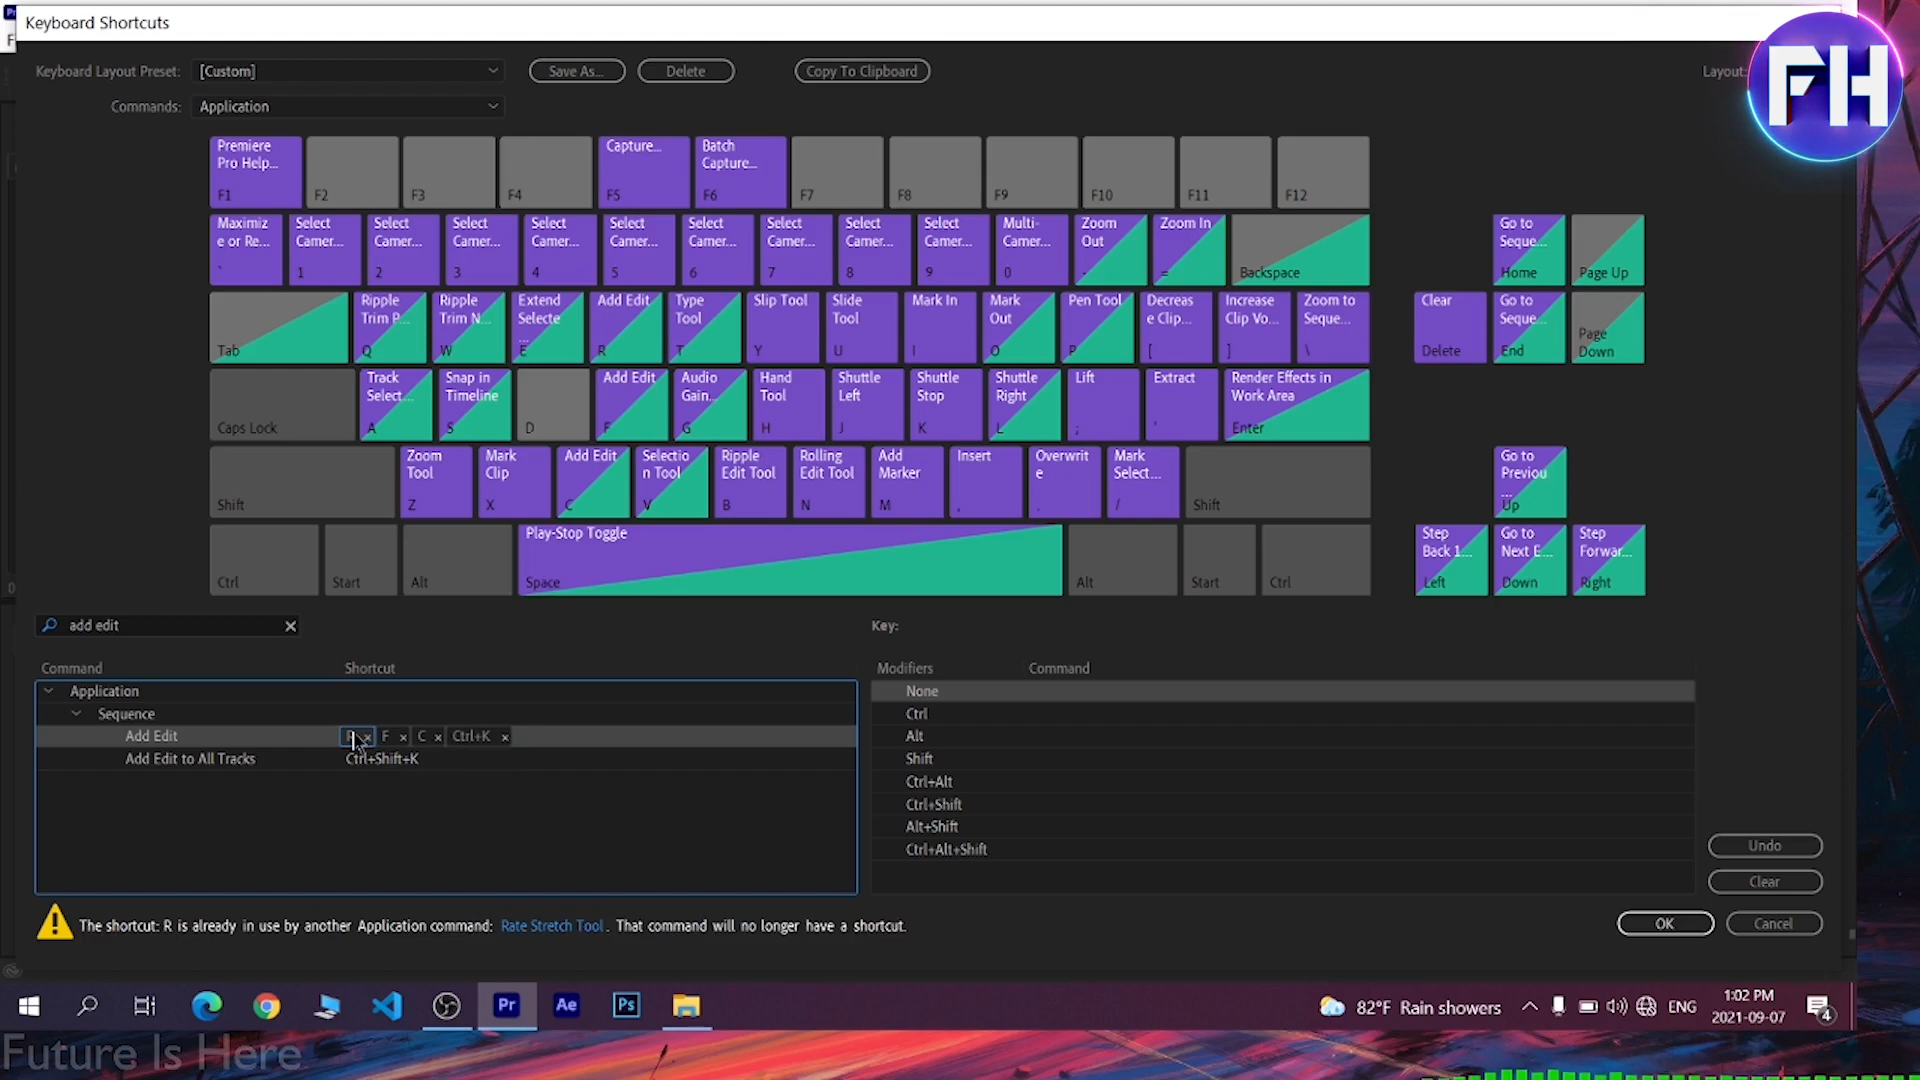 Keyboard Shortcuts
FH
Keyboard Layout Preset: [Custom] Save As... Delete Copy To Clipboard Layout:
Commands: Application
Premiere Pro Help... F1
F2
F3
F4
Capture... F5
Batch Capture... F6
F7
F8
F9
F10
F11
F12
Maximiz e or Re... `
Select Camer... 1
Select Camer... 2
Select Camer... 3
Select Camer... 4
Select Camer... 5
Select Camer... 6
Select Camer... 7
Select Camer... 8
Select Camer... 9
Multi- Camer... 0
Zoom Out -
Zoom In =
Backspace
Go to Seque... Home
Page Up
Tab
Ripple Trim P... Q
Ripple Trim N... W
Extend Selecte ... E
Add Edit R
Type Tool T
Slip Tool Y
Slide Tool U
Mark In I
Mark Out O
Pen Tool P
Decreas e Clip... [
Increase Clip Vo... ]
Zoom to Seque... \
Clear Delete
Go to Seque... End
Page Down
Caps Lock
Track Select... A
Snap in Timeline S
D
Add Edit F
Audio Gain... G
Hand Tool H
Shuttle Left J
Shuttle Stop K
Shuttle Right L
Lift ;
Extract '
Render Effects in Work Area Enter
Shift
Zoom Tool Z
Mark Clip X
Add Edit C
Selectio n Tool V
Ripple Edit Tool B
Rolling Edit Tool N
Add Marker M
Insert ,
Overwrit e .
Mark Select... /
Shift
Go to Previou ... Up
Ctrl
Start
Alt
Play-Stop Toggle Space
Alt
Start
Ctrl
Step Back 1... Left
Go to Next E... Down
Step Forwar... Right
add edit
Key:
Command Shortcut
Modifiers Command
Application
Sequence
Add Edit F C Ctrl+K
Add Edit to All Tracks Ctrl+Shift+K
None
Ctrl
Alt
Shift
Ctrl+Alt
Ctrl+Shift
Alt+Shift
Ctrl+Alt+Shift
Undo
Clear
The shortcut: R is already in use by another Application command: Rate Stretch Tool. That command will no longer have a shortcut.
OK Cancel
Pr Ae Ps 82°F Rain showers ENG 1:02 PM
2021-09-07 4
Future Is Here